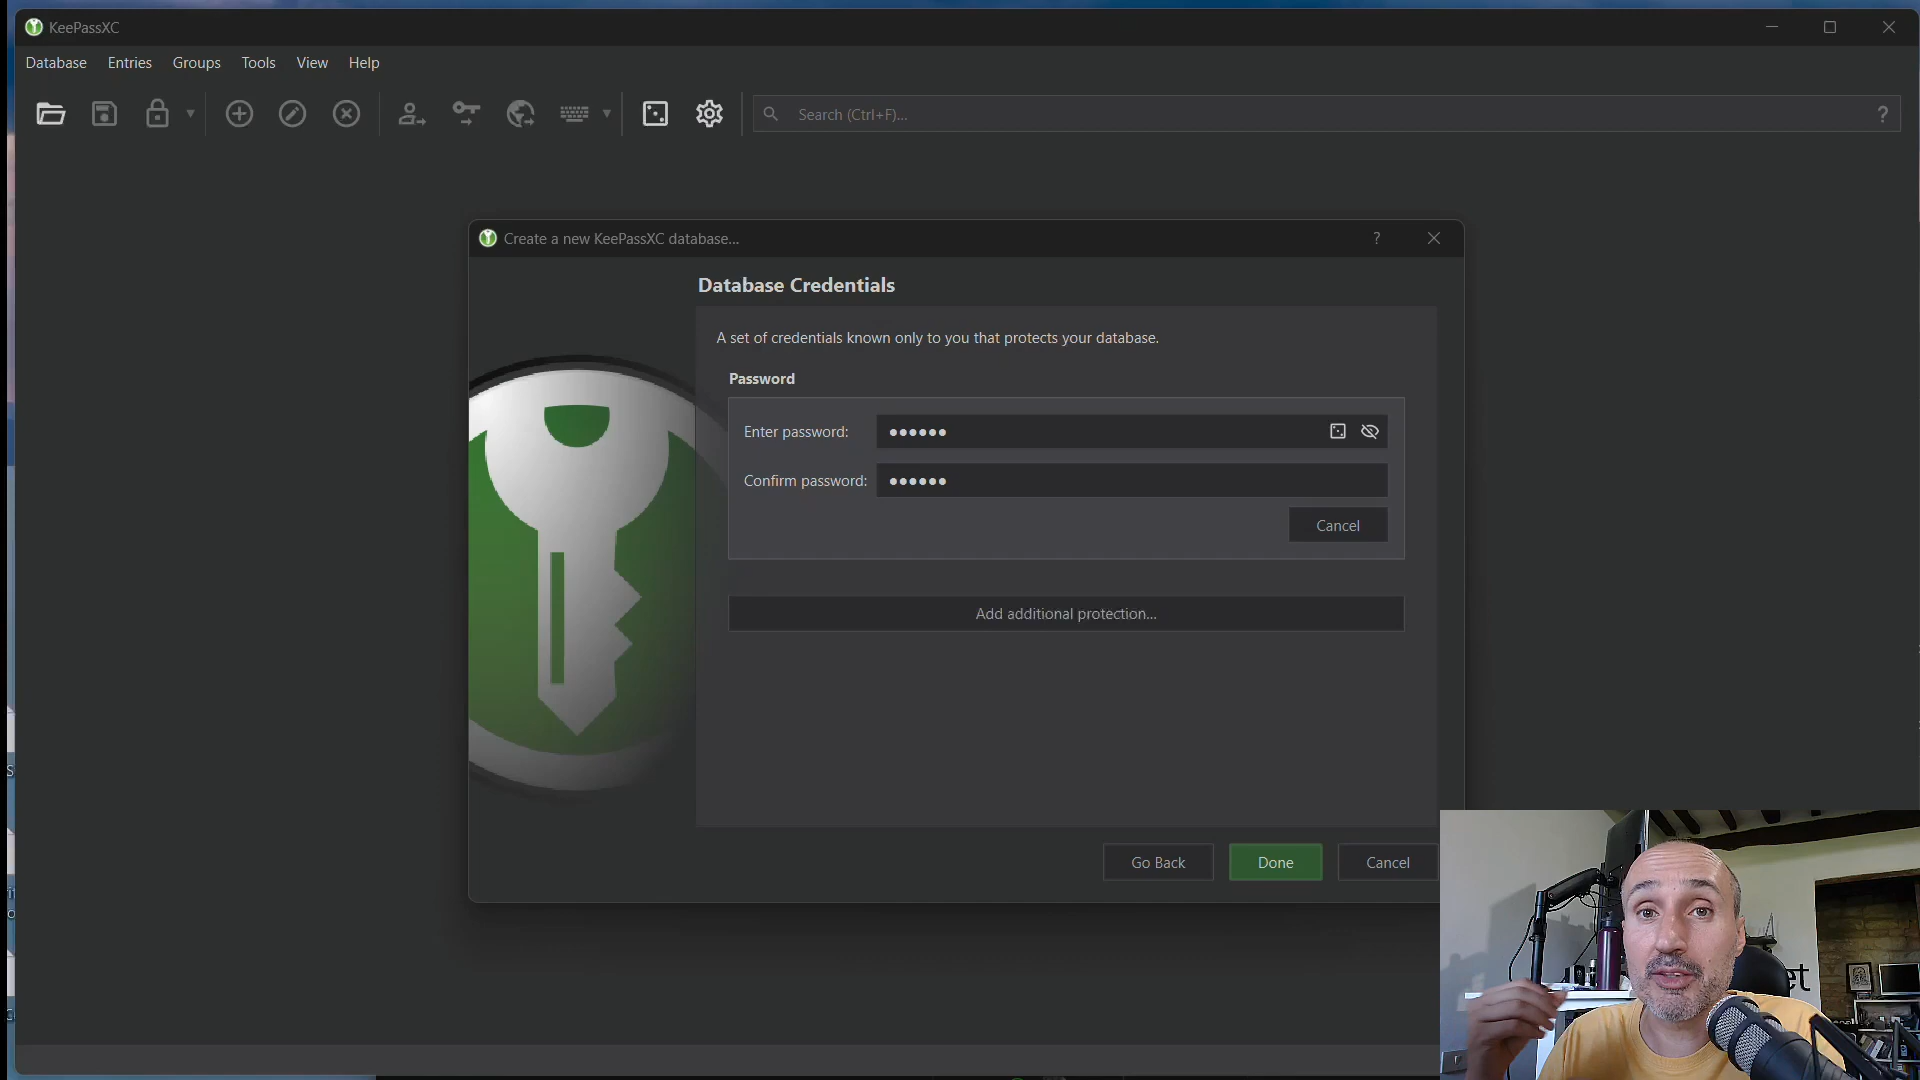 KeePassXC
Database Entries Groups Tools View Help
Search (Ctrl+F)...
?
Create a new KeePassXC database...
?
Database Credentials
A set of credentials known only to you that protects your database.
Password
Enter password: ●●●●●●
Confirm password: ●●●●●●
Cancel
Add additional protection...
Go Back Done Cancel
et